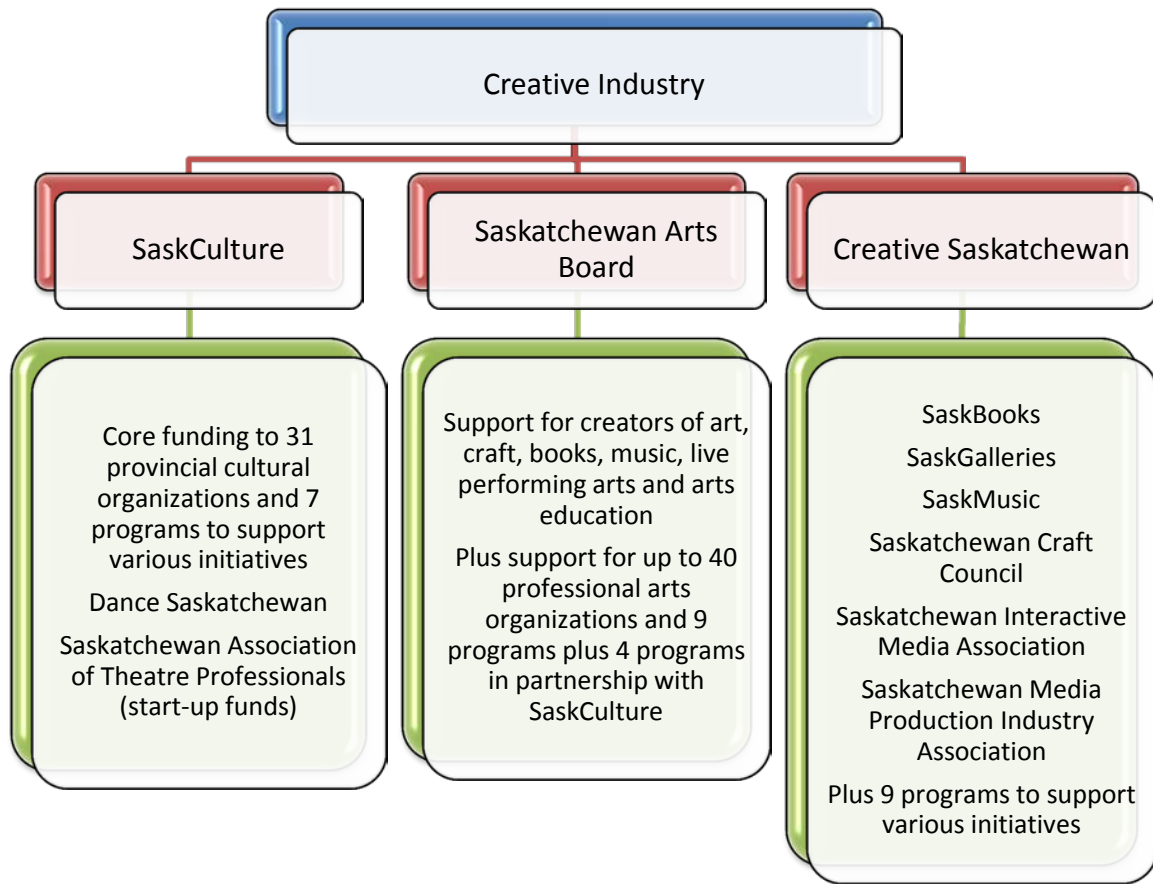 Creative Industry
SaskCulture
Saskatchewan Arts
Board
Creative Saskatchewan
Core funding to 31
provincial cultural
organizations and 7
programs to support
various initiatives
Dance Saskatchewan
Saskatchewan Association
of Theatre Professionals
(start-up funds)
Support for creators of art,
craft, books, music, live
performing arts and arts
education
Plus support for up to 40
professional arts
organizations and 9
programs plus 4 programs
in partnership with
SaskCulture
SaskBooks
SaskGalleries
SaskMusic
Saskatchewan Craft
Council
Saskatchewan Interactive
Media Association
Saskatchewan Media
Production Industry
Association
Plus 9 programs to support
various initiatives